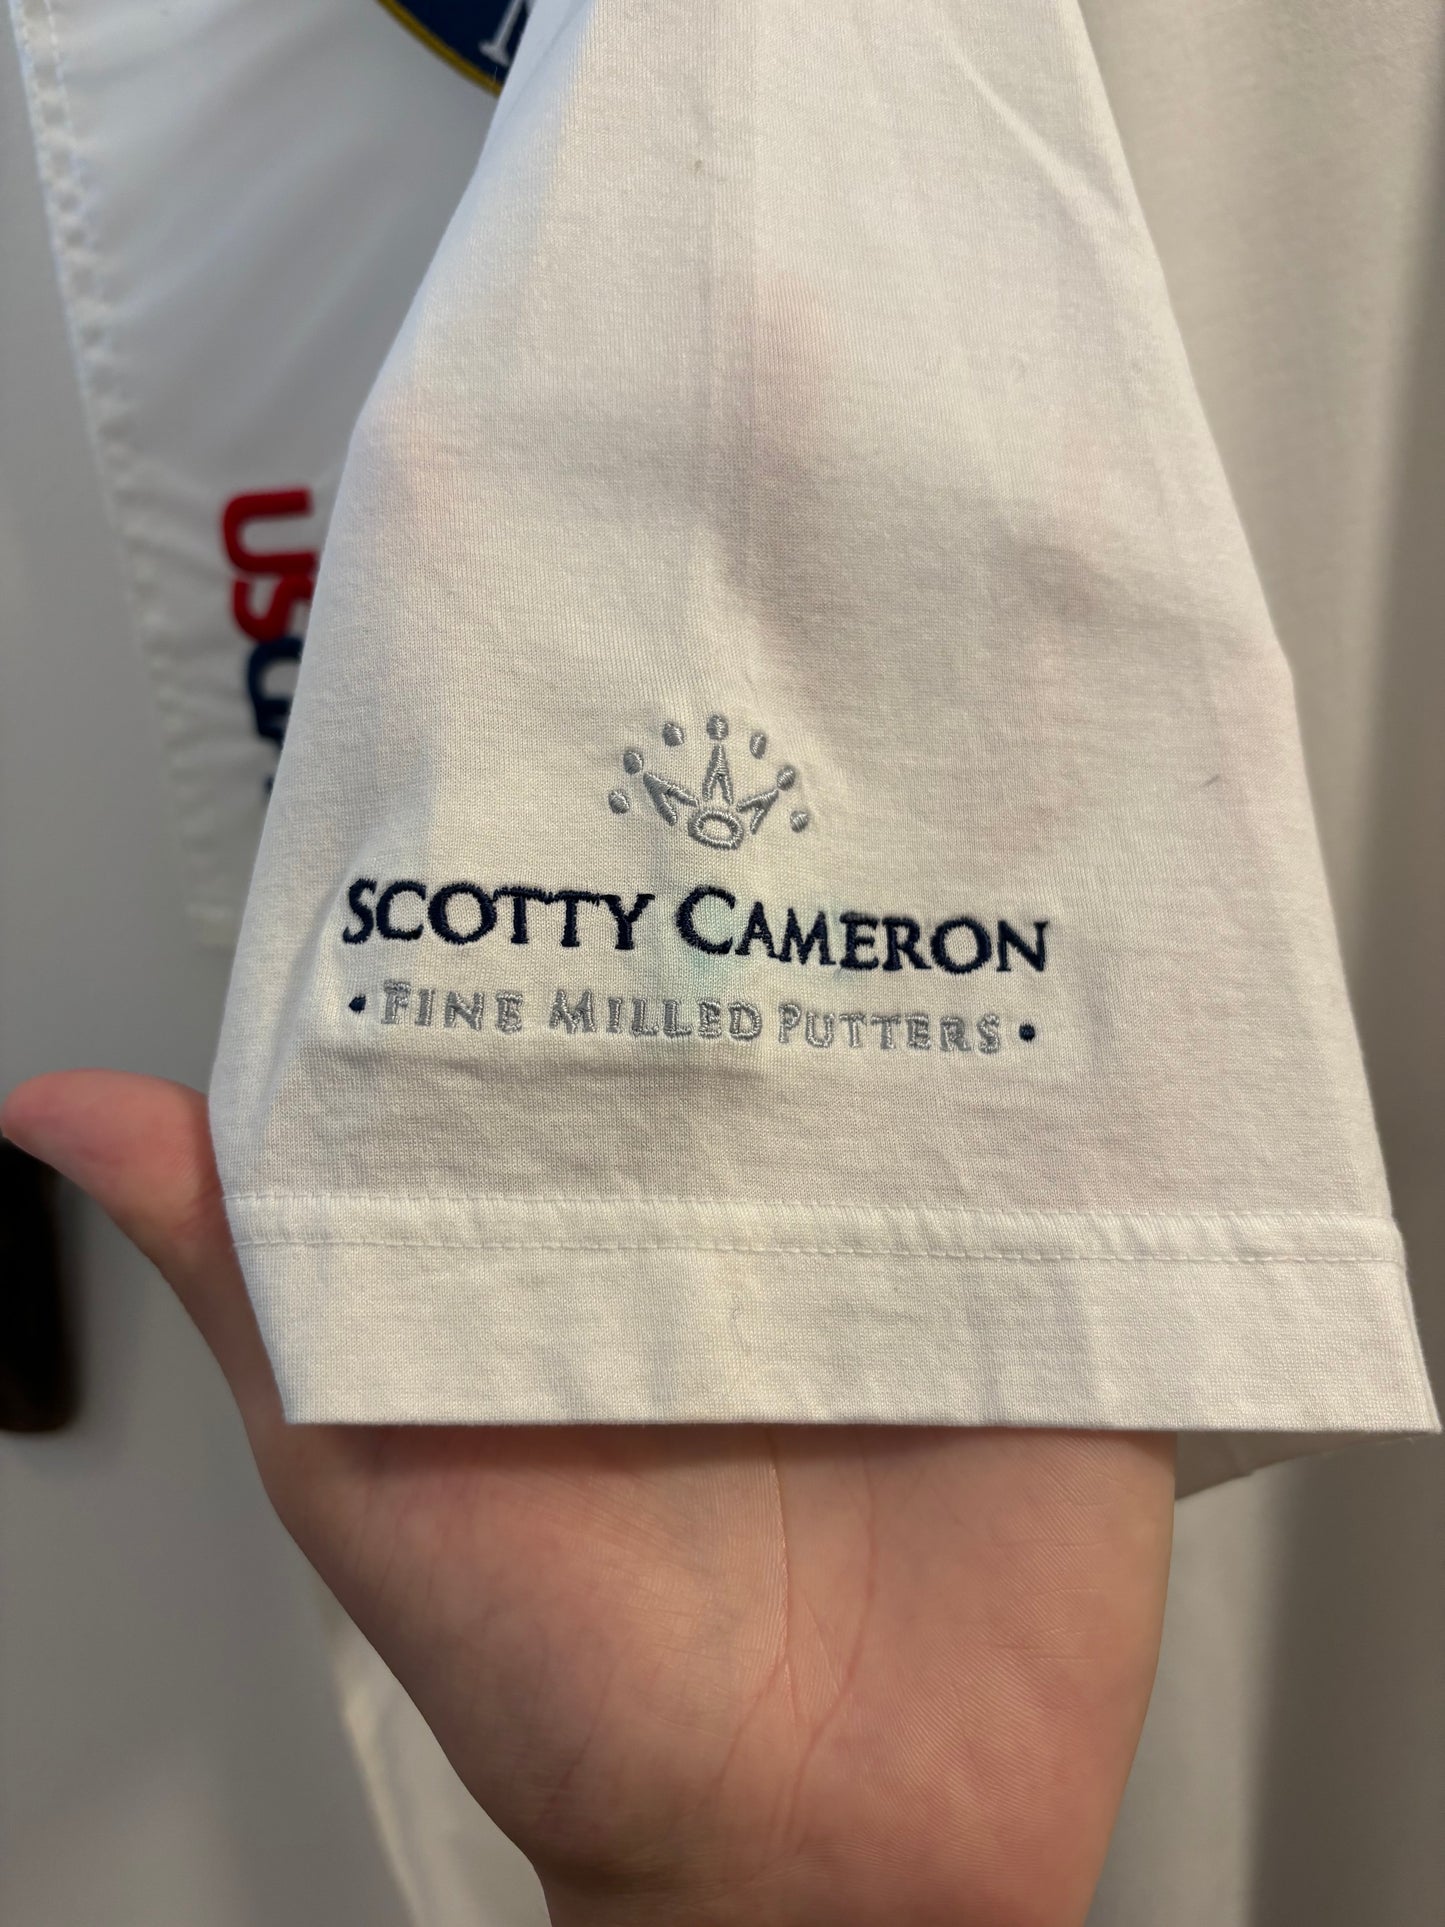 SCOTTY CAMERON
• FINE MILLED PUTTERS •